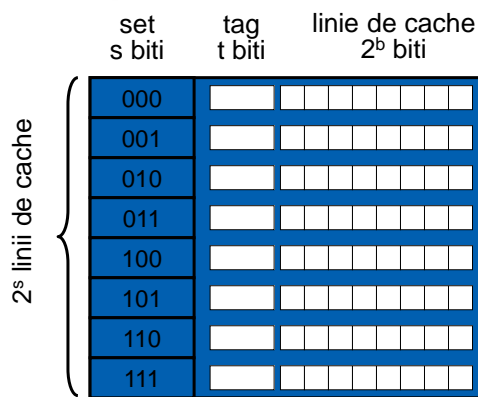 set
s biti
tag
t biti
linie de cache
2ᵇ biti
2ˢ linii de cache
000
001
010
011
100
101
110
111